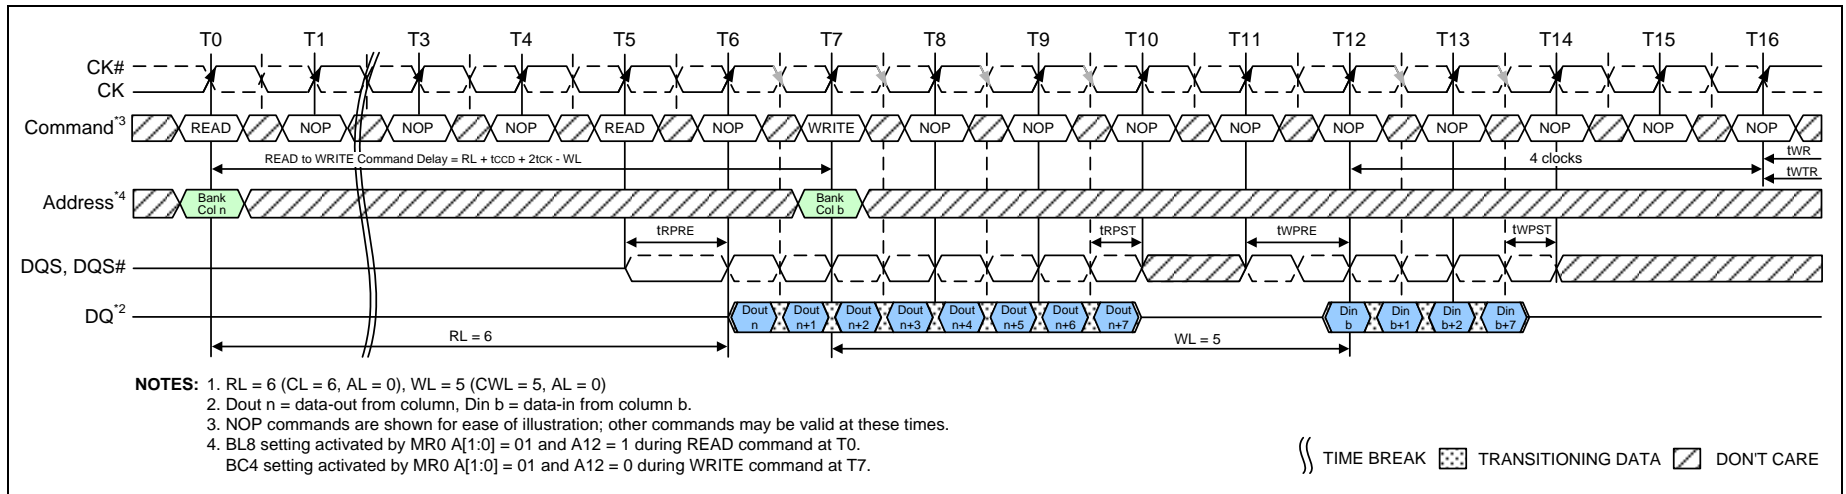 T0 T1 T3 T4 T5 T6 T7 T8 T9 T10 T11 T12 T13 T14 T15 T16
CK#
CK
Command*3 READ NOP NOP NOP READ NOP WRITE NOP NOP NOP NOP NOP NOP NOP NOP NOP
READ to WRITE Command Delay = RL + tCCD + 2tCK - WL
4 clocks
tWR
tWTR
Address*4
Bank Col n
Bank Col b
tRPRE tRPST tWPRE tWPST
DQS, DQS#
DQ*2
Dout n Dout n+1 Dout n+2 Dout n+3 Dout n+4 Dout n+5 Dout n+6 Dout n+7 Din b Din b+1 Din b+2 Din b+7
RL = 6 WL = 5
NOTES: 1. RL = 6 (CL = 6, AL = 0), WL = 5 (CWL = 5, AL = 0)
2. Dout n = data-out from column, Din b = data-in from column b.
3. NOP commands are shown for ease of illustration; other commands may be valid at these times.
4. BL8 setting activated by MR0 A[1:0] = 01 and A12 = 1 during READ command at T0.
BC4 setting activated by MR0 A[1:0] = 01 and A12 = 0 during WRITE command at T7.
TIME BREAK TRANSITIONING DATA DON'T CARE